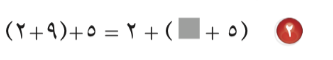 ٢ (٢+٩)+٥ = ٢ + ( + ٥)